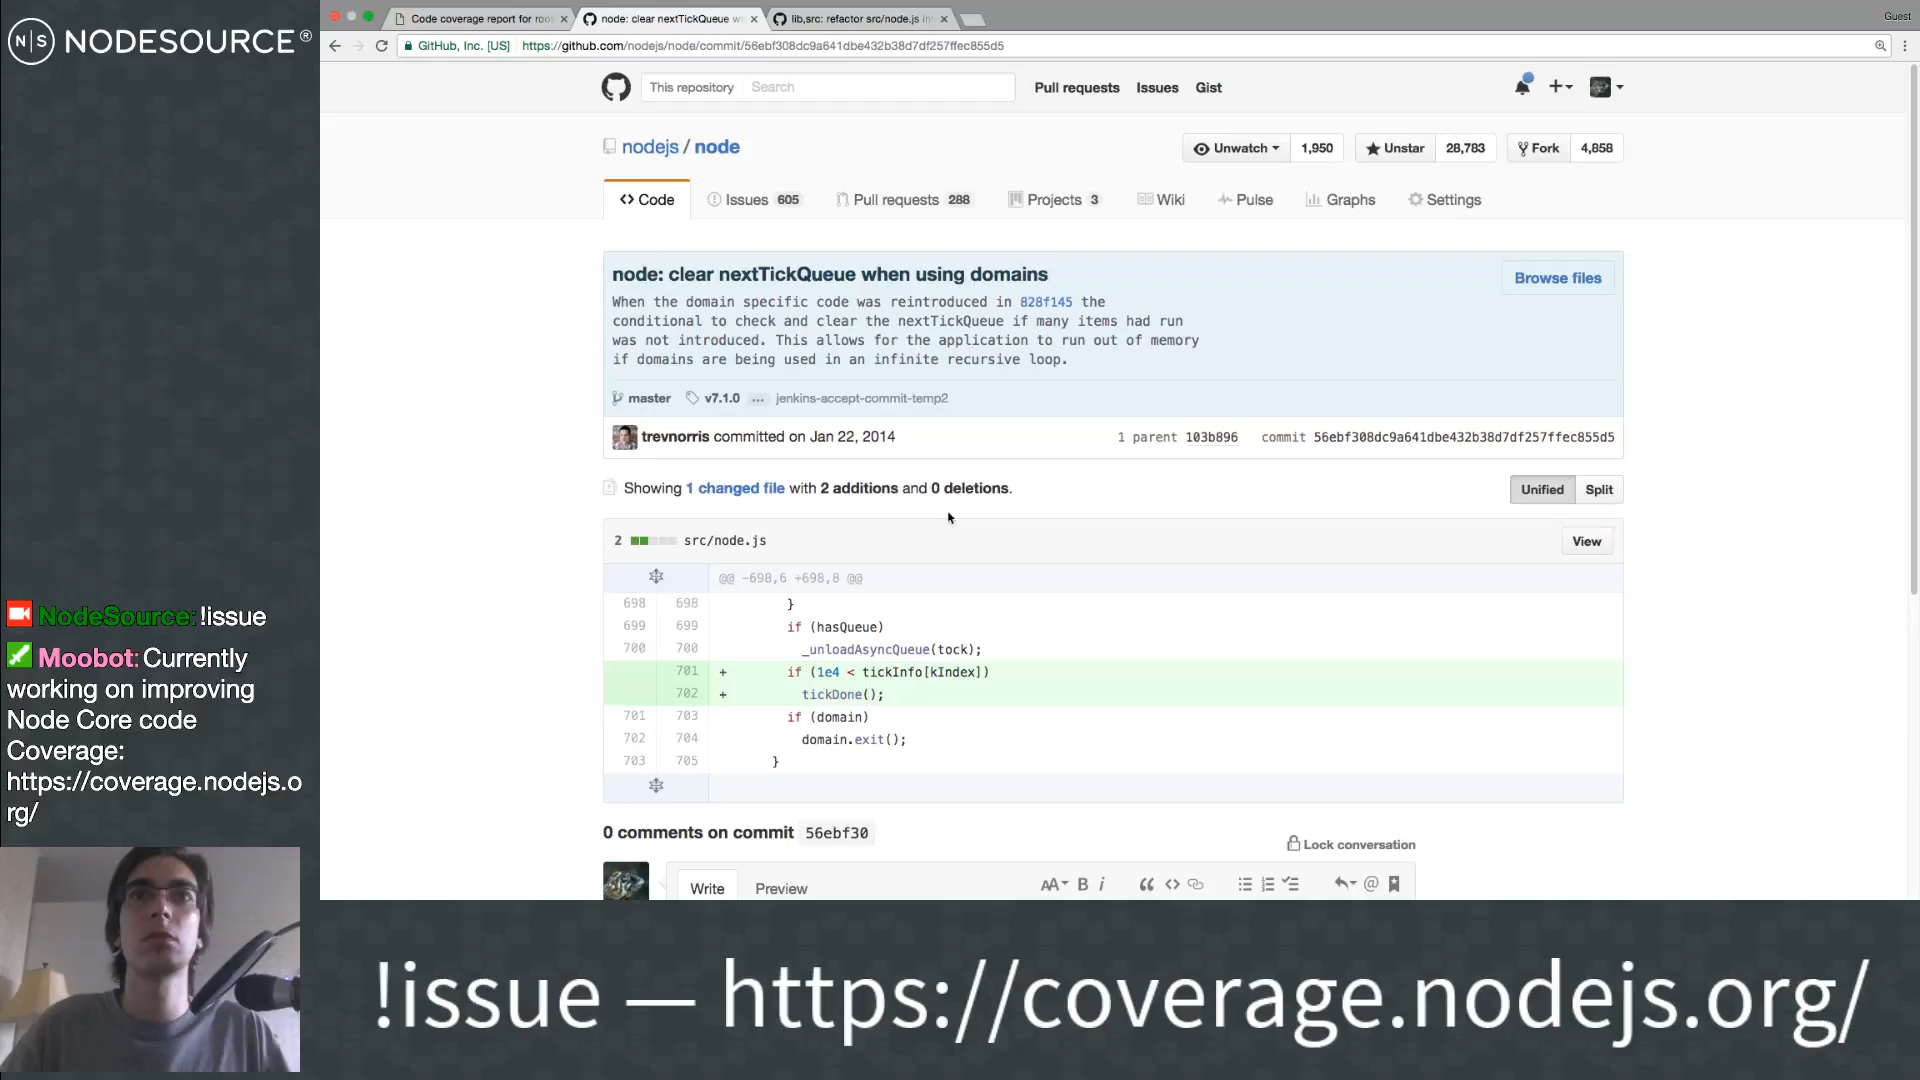 N|S NODESOURCE®
Code coverage report for roo
node: clear nextTickQueue w
lib,src: refactor src/node.js in
Guest
GitHub, Inc. [US]
https://github.com/nodejs/node/commit/56ebf308dc9a641dbe432b38d7df257ffec855d5
This repository
Search
Pull requests
Issues
Gist
nodejs / node
Unwatch 1,950
Unstar 28,783
Fork 4,858
<> Code
Issues 605
Pull requests 288
Projects 3
Wiki
Pulse
Graphs
Settings
node: clear nextTickQueue when using domains
Browse files
When the domain specific code was reintroduced in 828f145 the
conditional to check and clear the nextTickQueue if many items had run
was not introduced. This allows for the application to run out of memory
if domains are being used in an infinite recursive loop.
master v7.1.0 ... jenkins-accept-commit-temp2
trevnorris committed on Jan 22, 2014
1 parent 103b896 commit 56ebf308dc9a641dbe432b38d7df257ffec855d5
Showing 1 changed file with 2 additions and 0 deletions.
Unified Split
2 src/node.js
View
@@ -698,6 +698,8 @@
698 698 }
699 699 if (hasQueue)
700 700 _unloadAsyncQueue(tock);
701 + if (1e4 < tickInfo[kIndex])
702 + tickDone();
701 703 if (domain)
702 704 domain.exit();
703 705 }
0 comments on commit 56ebf30
Lock conversation
Write
Preview
AA B i “ <> @
NodeSource: !issue
Moobot: Currently
working on improving
Node Core code
Coverage:
https://coverage.nodejs.o
rg/
!issue — https://coverage.nodejs.org/